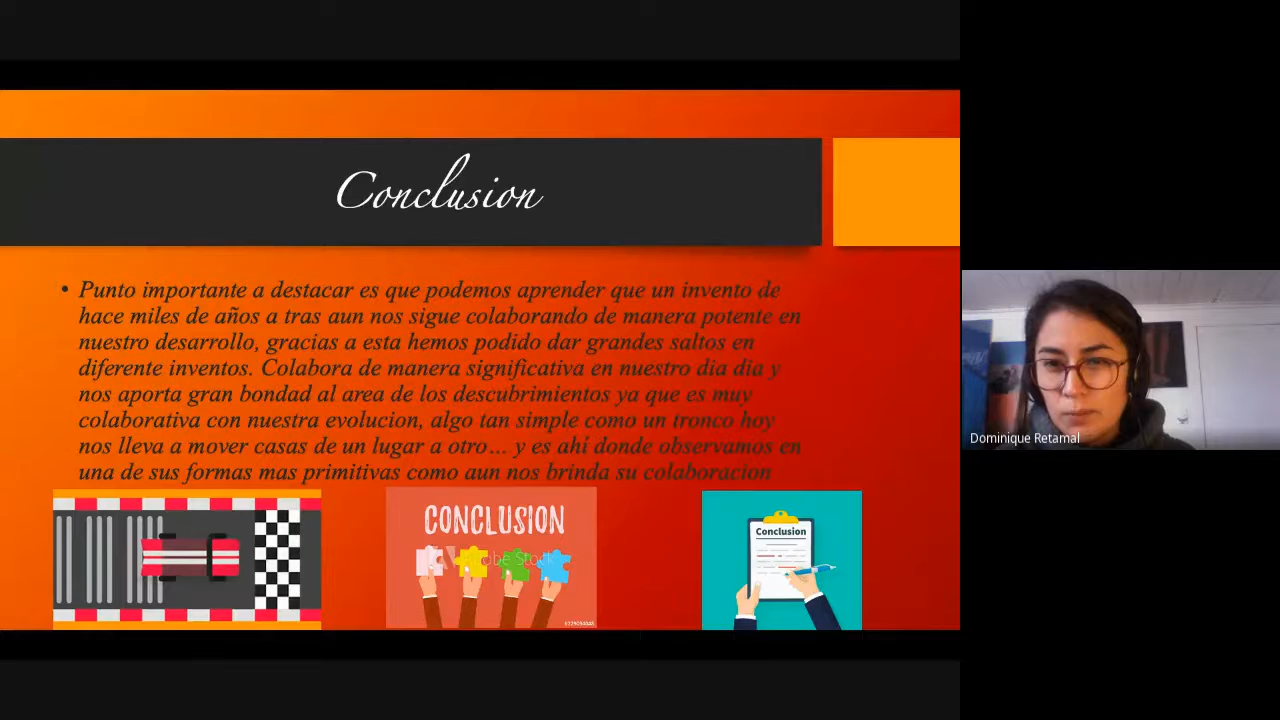 Conclusion
• Punto importante a destacar es que podemos aprender que un invento de
hace miles de años a tras aun nos sigue colaborando de manera potente en
nuestro desarrollo, gracias a esta hemos podido dar grandes saltos en
diferente inventos. Colabora de manera significativa en nuestro dia dia y
nos aporta gran bondad al area de los descubrimientos ya que es muy
colaborativa con nuestra evolucion, algo tan simple como un tronco hoy
nos lleva a mover casas de un lugar a otro… y es ahí donde observamos en
una de sus formas mas primitivas como aun nos brinda su colaboracion
CONCLUSION
Adobe Stock
Conclusion
Dominique Retamal